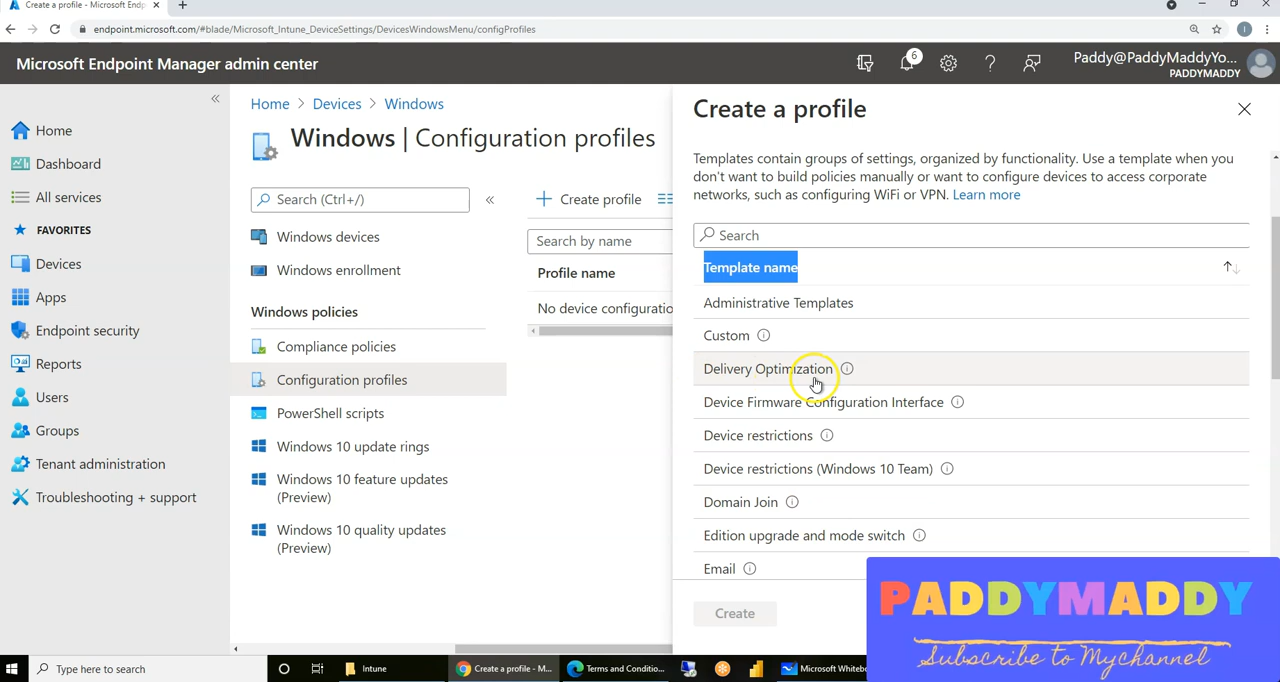 Create a profile - Microsoft Endp
endpoint.microsoft.com/#blade/Microsoft_Intune_DeviceSettings/DevicesWindowsMenu/configProfiles
I
Microsoft Endpoint Manager admin center
6
Paddy@PaddyMaddyYo...
PADDYMADDY
Home
Dashboard
All services
FAVORITES
Devices
Apps
Endpoint security
Reports
Users
Groups
Tenant administration
Troubleshooting + support
Home > Devices > Windows
Windows | Configuration profiles
Search (Ctrl+/)
Windows devices
Windows enrollment
Windows policies
Compliance policies
Configuration profiles
PowerShell scripts
Windows 10 update rings
Windows 10 feature updates
(Preview)
Windows 10 quality updates
(Preview)
Create profile
Search by name
Profile name
No device configuratio
Create a profile
Templates contain groups of settings, organized by functionality. Use a template when you
don't want to build policies manually or want to configure devices to access corporate
networks, such as configuring WiFi or VPN. Learn more
Search
Template name
Administrative Templates
Custom
Delivery Optimization
Device Firmware Configuration Interface
Device restrictions
Device restrictions (Windows 10 Team)
Domain Join
Edition upgrade and mode switch
Email
Create
PADDYMADDY
Subscribe to Mychannel
Type here to search
Intune
Create a profile - M...
Terms and Conditio...
Microsoft Whitebo